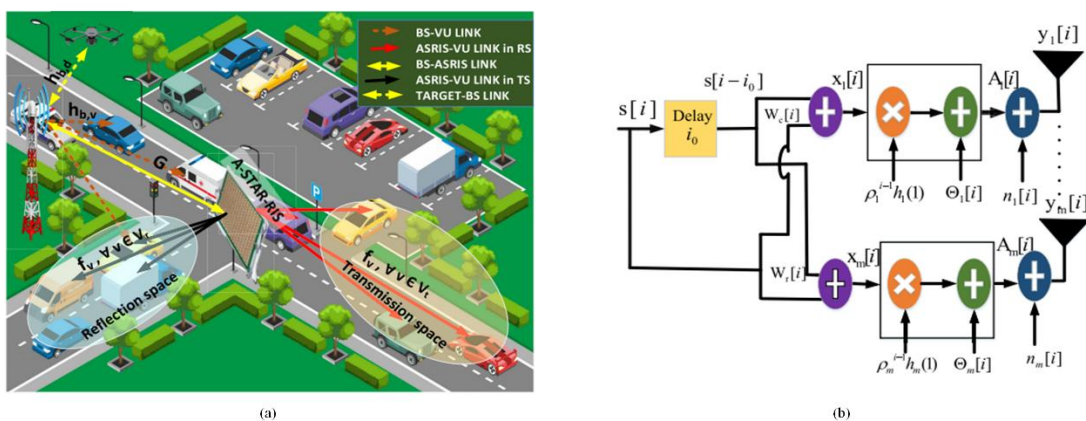 BS-VU LINK
ASRIS-VU LINK in RS
BS-ASRIS LINK
ASRIS-VU LINK in TS
TARGET-BS LINK
h_{b,d}
h_{b,v}
G
A-STAR-RIS
P
f_v, ∀ v ϵ V_r
Reflection space
f_v, ∀ v ϵ V_t
Transmission space
(a)
s[i]
Delay
i_0
s[i−i_0]
W_c[i]
W_r[i]
x_1[i]
ρ_1^{i-1}h_1(1)
Θ_1[i]
A_1[i]
n_1[i]
y_1[i]
x_m[i]
ρ_m^{i-1}h_m(1)
Θ_m[i]
A_m[i]
n_m[i]
y_m[i]
(b)